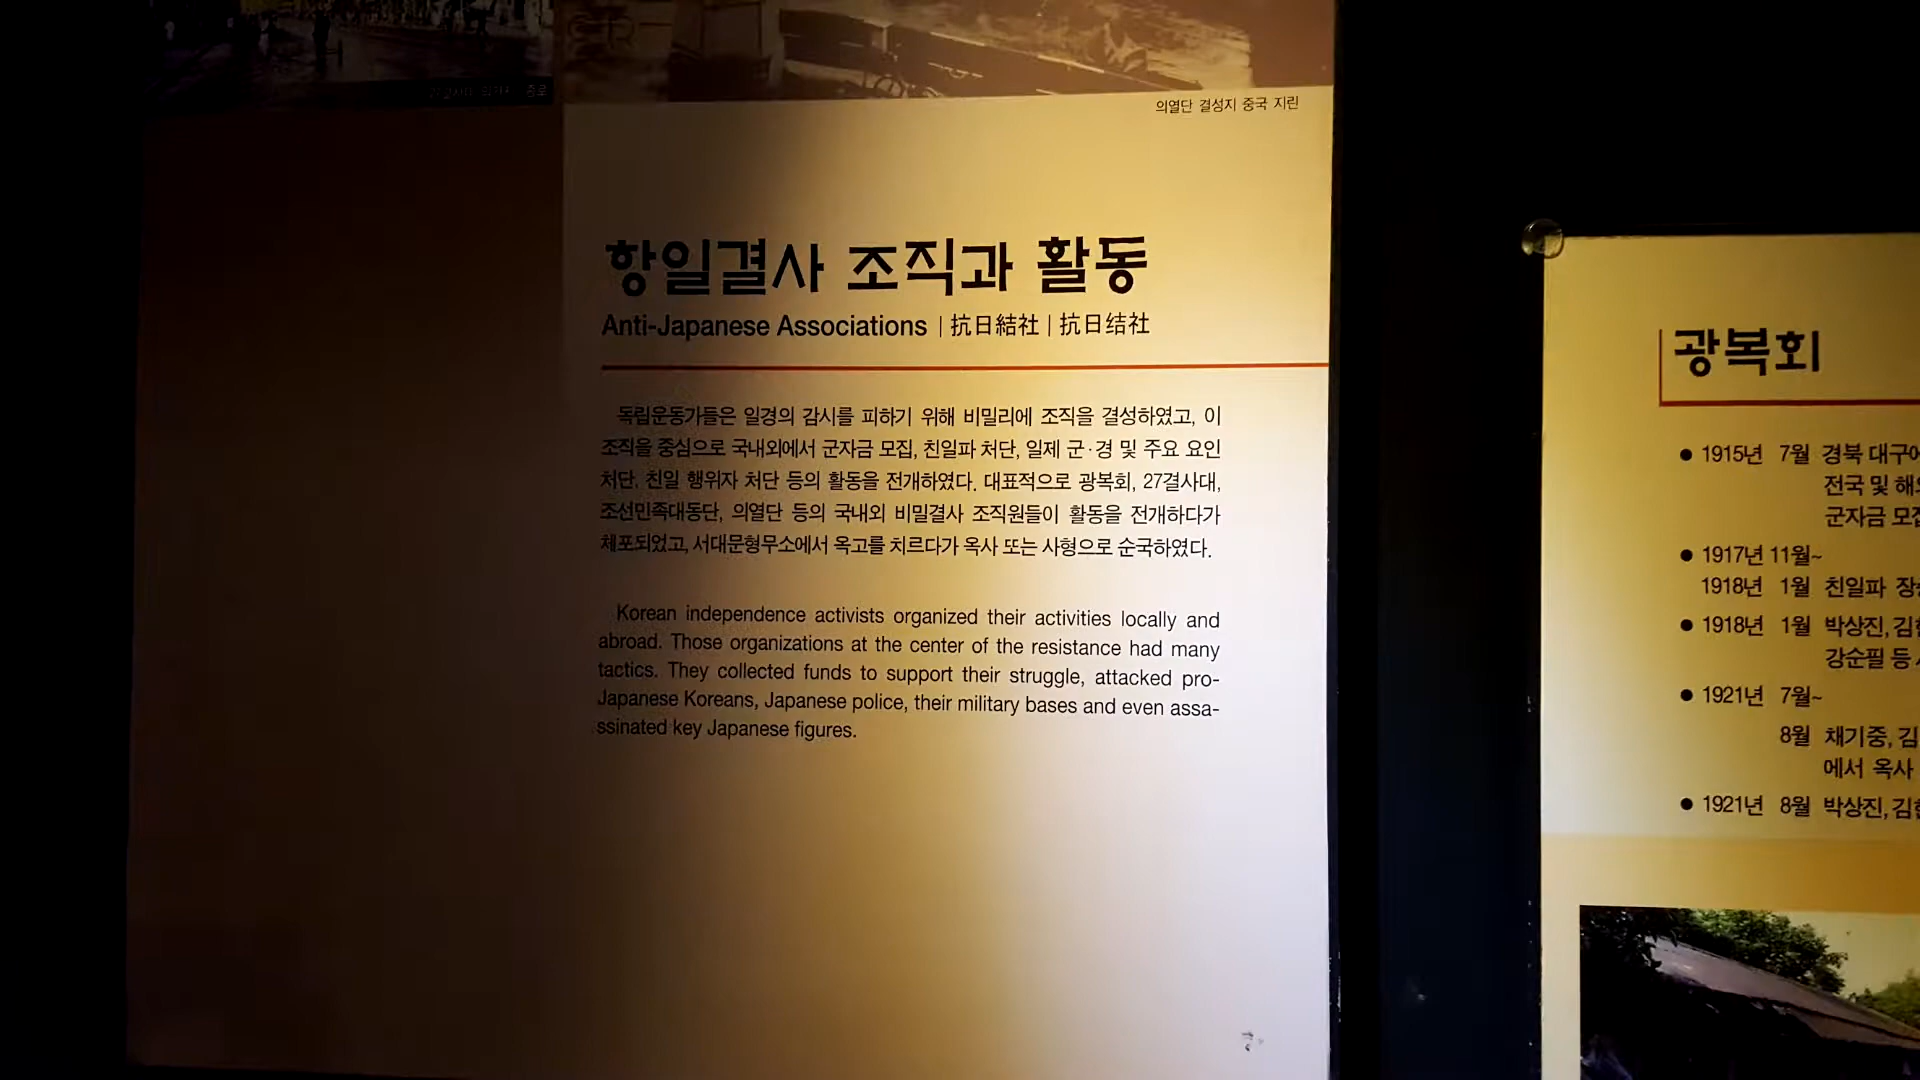 의열단 결성지 중국 지린
항일결사 조직과 활동
Anti-Japanese Associations | 抗日結社 | 抗日结社
독립운동가들은 일경의 감시를 피하기 위해 비밀리에 조직을 결성하였고, 이
조직을 중심으로 국내외에서 군자금 모집, 친일파 처단, 일제 군·경 및 주요 요인
처단, 친일 행위자 처단 등의 활동을 전개하였다. 대표적으로 광복회, 27결사대,
조선민족대동단, 의열단 등의 국내외 비밀결사 조직원들이 활동을 전개하다가
체포되었고, 서대문형무소에서 옥고를 치르다가 옥사 또는 사형으로 순국하였다.
Korean independence activists organized their activities locally and
abroad. Those organizations at the center of the resistance had many
tactics. They collected funds to support their struggle, attacked pro-
Japanese Koreans, Japanese police, their military bases and even assa-
ssinated key Japanese figures.
광복회
● 1915년 7월 경북 대구에
전국 및 해
군자금 모집
● 1917년 11월~
1918년 1월 친일파
● 1918년 1월 박상진,
강순필 등
● 1921년 7월~
8월 채기중, 김
에서 옥사
● 1921년 8월 박상진,